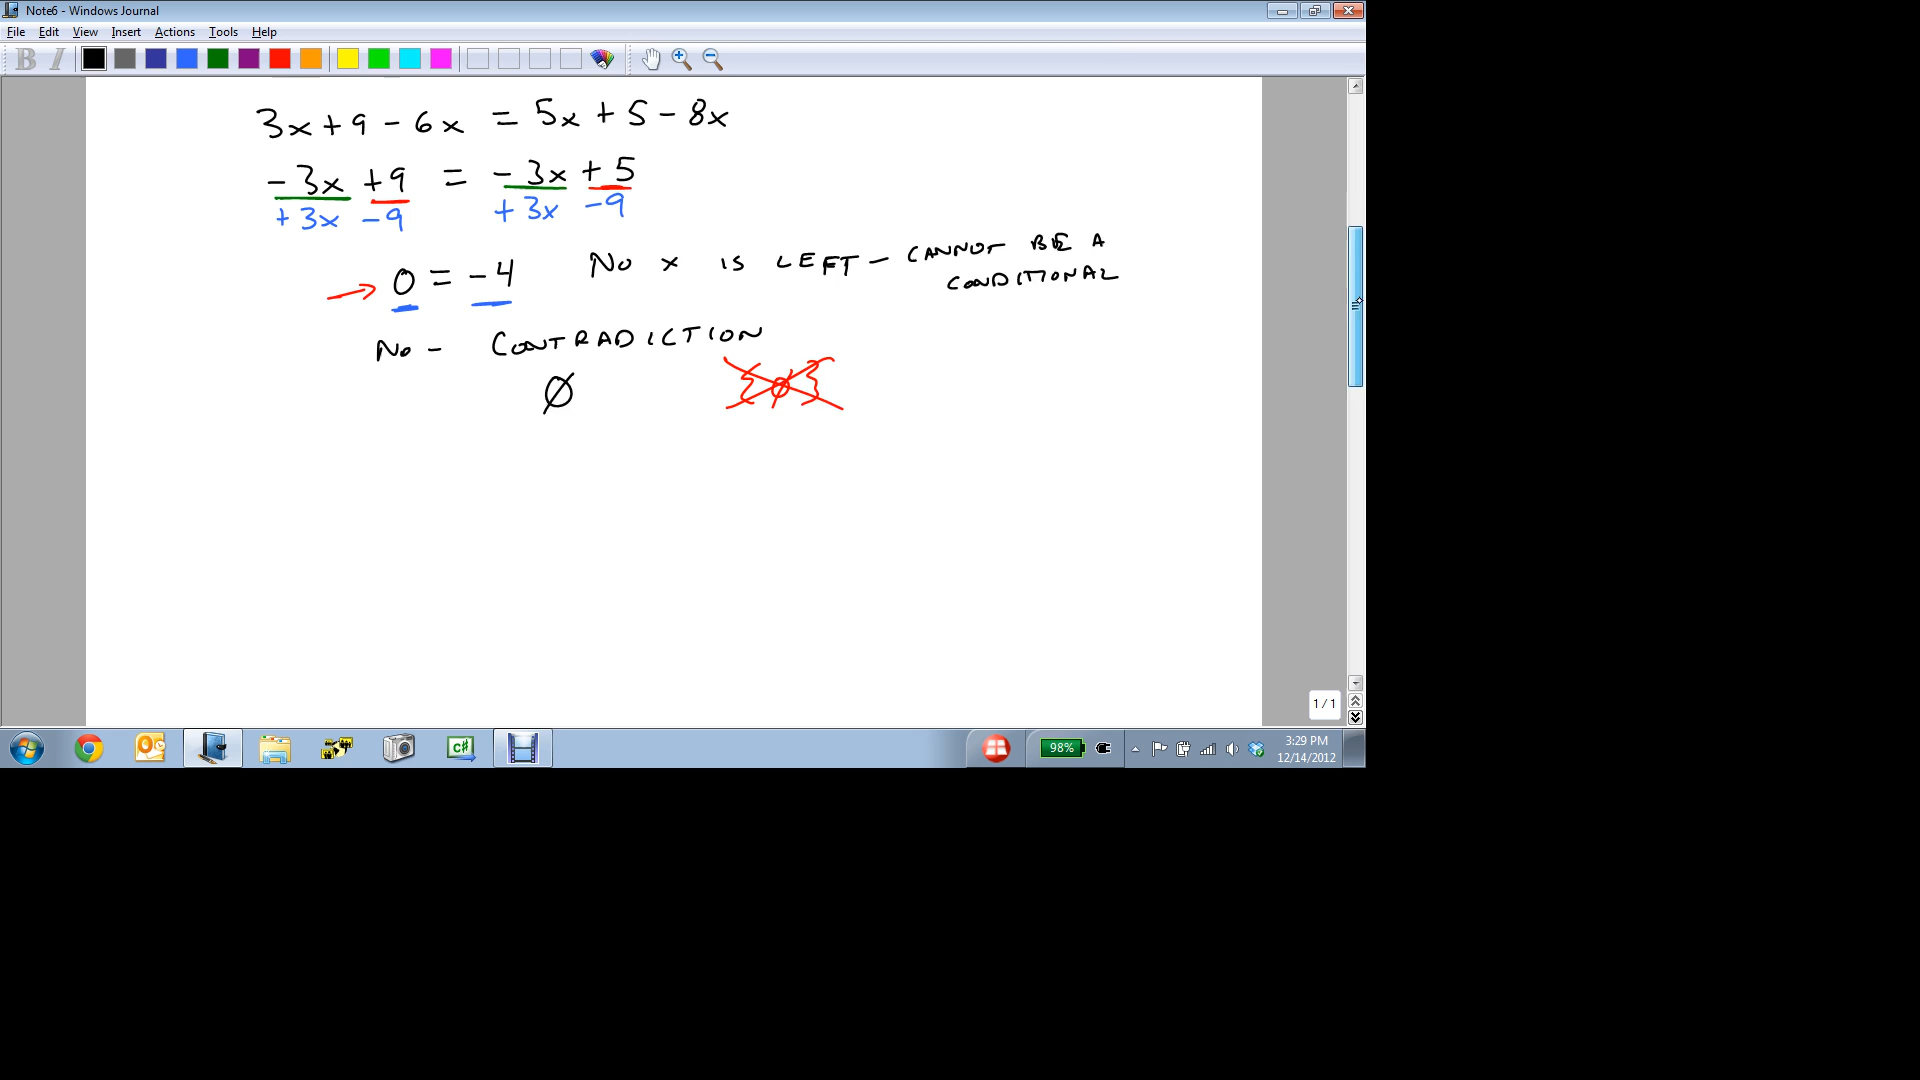 Note6 - Windows Journal
File Edit View Insert Actions Tools Help
B I
3x + 9 - 6x = 5x + 5 - 8x
-3x +9 = -3x + 5
+3x -9 +3x -9
0 = -4 No x IS LEFT - CANNOT BE A
CONDITIONAL
No - CONTRADICTION
∅ {∅}
1 / 1
C#
98%
3:29 PM
12/14/2012